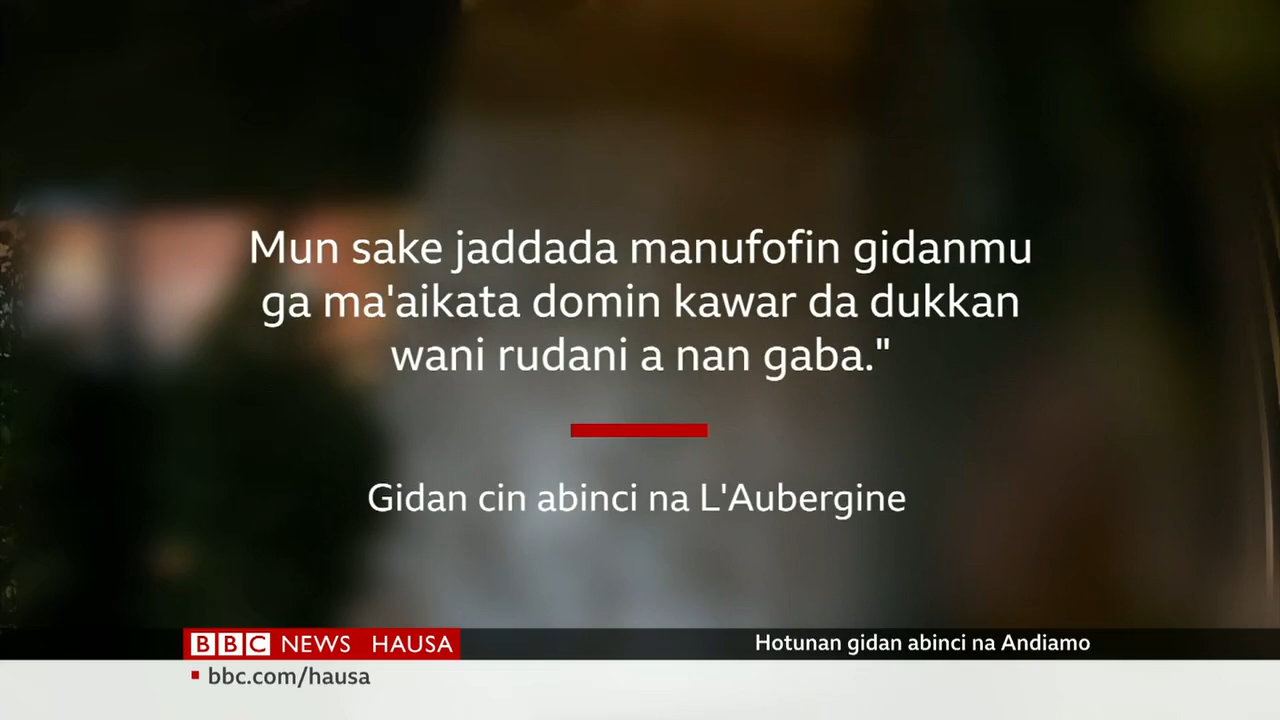 Mun sake jaddada manufofin gidanmu
ga ma'aikata domin kawar da dukkan
wani rudani a nan gaba."
Gidan cin abinci na L'Aubergine
BBC NEWS HAUSA
Hotunan gidan abinci na Andiamo
bbc.com/hausa